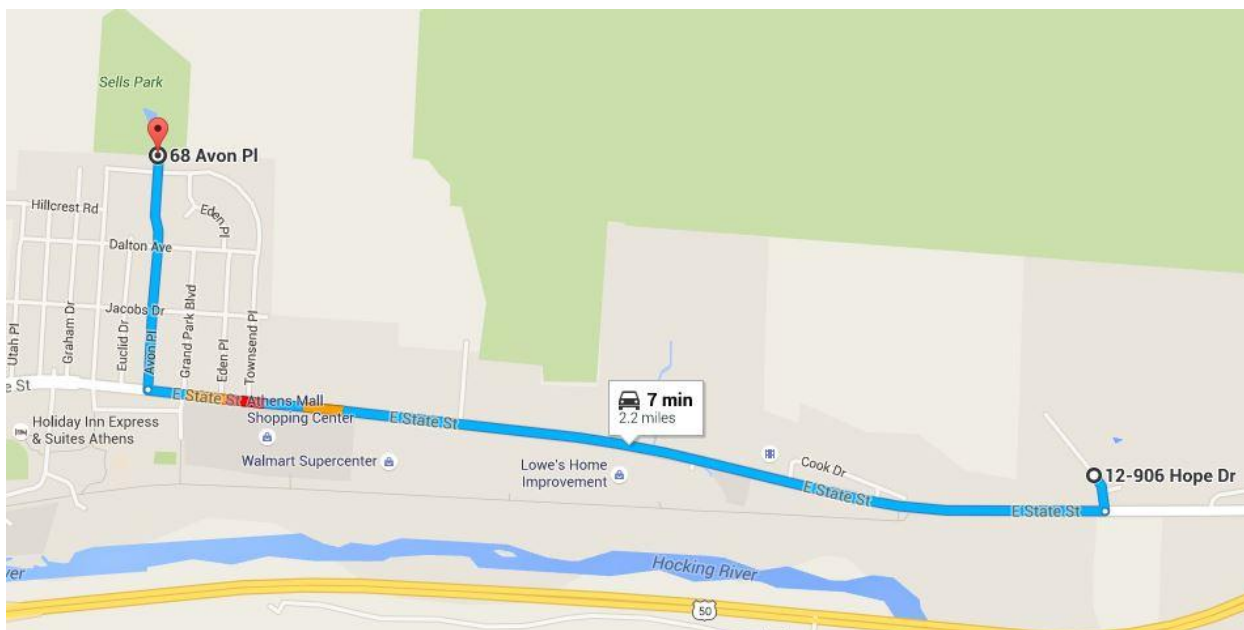 Sells Park
68 Avon Pl
Hillcrest Rd
Eden Pl
Dalton Ave
Jacobs Dr
Utah Pl
Graham Dr
Euclid Dr
Avon Pl
Grand Park Blvd
Eden Pl
Townsend Pl
e St
E State St
Athens Mall
Shopping Center
E State St
7 min
2.2 miles
Holiday Inn Express
& Suites Athens
Walmart Supercenter
Lowe's Home
Improvement
Cook Dr
E State St
E State St
12-906 Hope Dr
Hocking River
iver
50